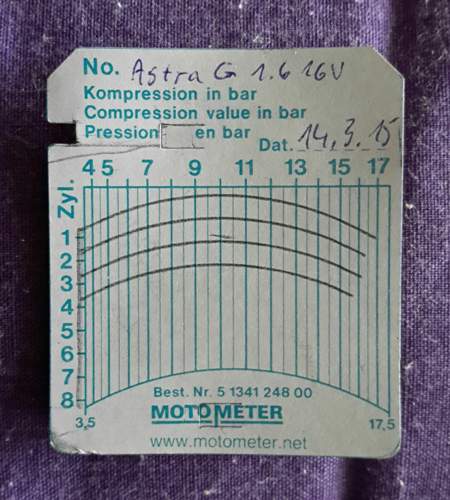 No. Astra G 1.6 16V
Kompression in bar
Compression value in bar
Pression en bar
Dat. 14.3.15
4 5 7 9 11 13 15 17
Zyl.
1
2
3
4
5
6
7
8
3,5 17,5
Best. Nr. 5 1341 248 00
MOTOMETER
www.motometer.net